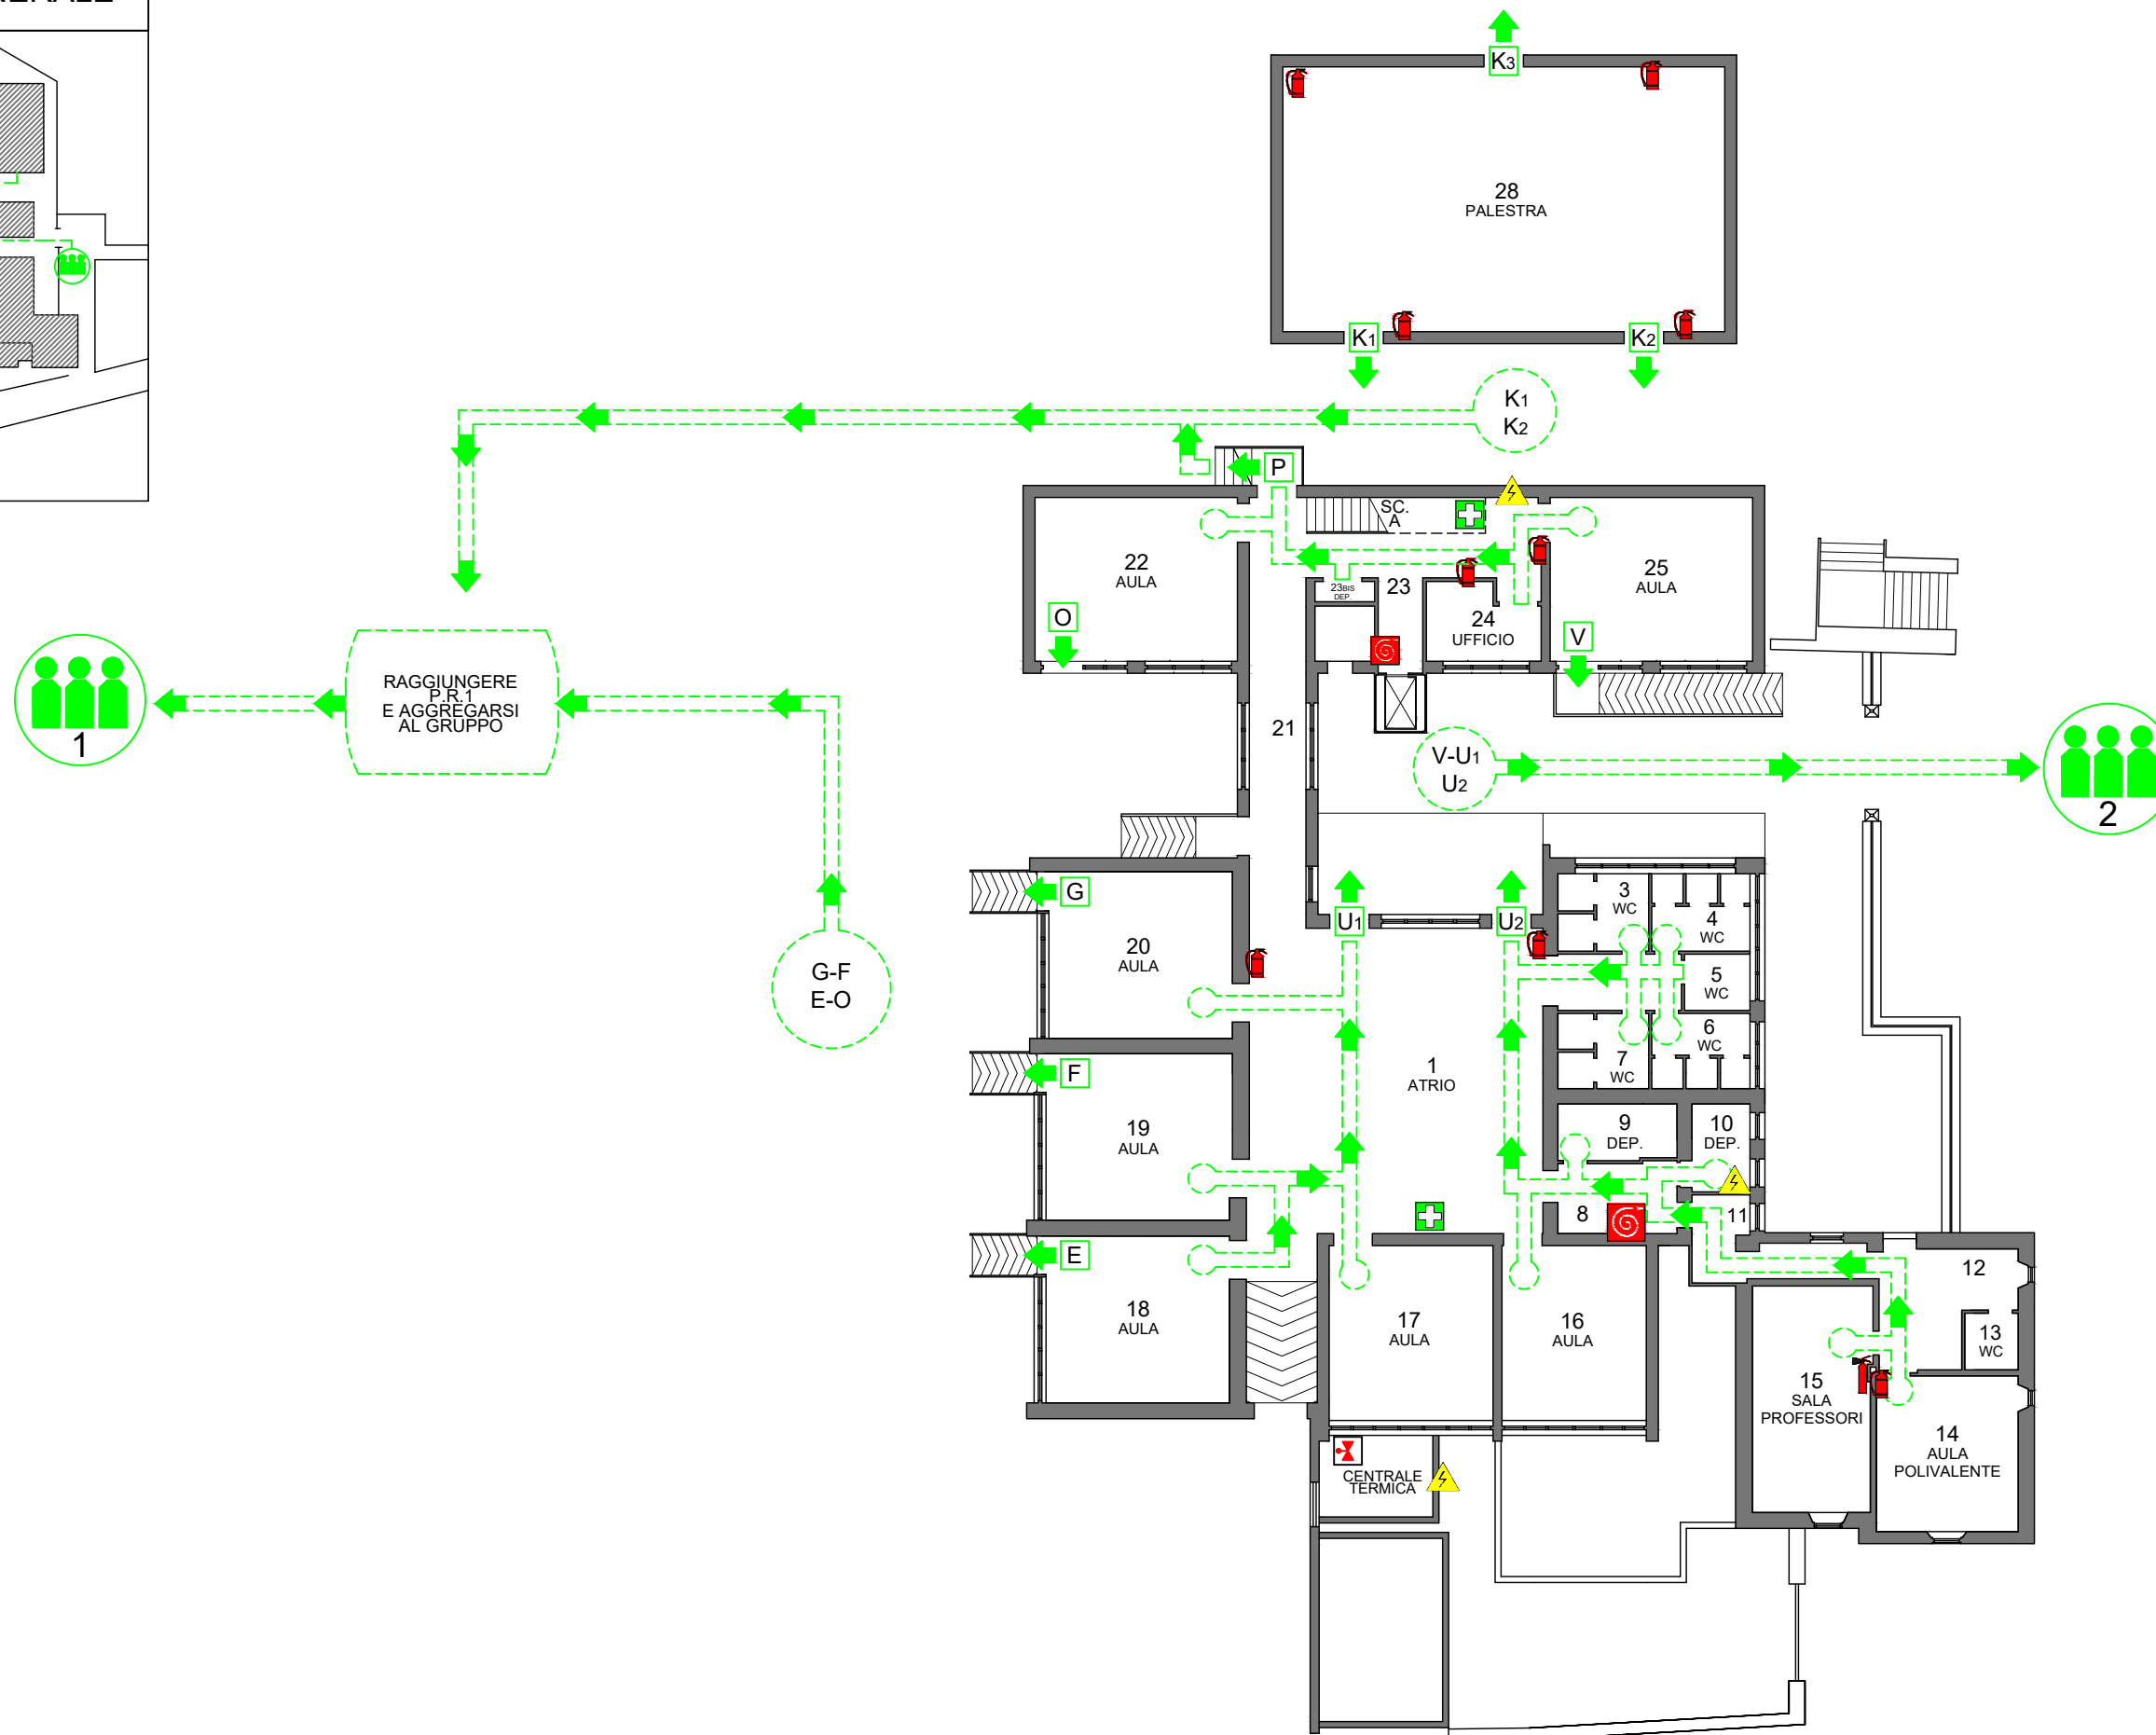 K3
28
PALESTRA
K1
K2
K1
K2
P
SC.
A
22
AULA
25
AULA
23BIS
DEP.
23
24
UFFICIO
O
V
RAGGIUNGERE
P.R.1
E AGGREGARSI
AL GRUPPO
1
21
V-U1
U2
2
G
3
WC
4
WC
U1
U2
20
AULA
G-F
E-O
5
WC
6
WC
7
WC
F
1
ATRIO
19
AULA
9
DEP.
10
DEP.
8
11
E
12
18
AULA
17
AULA
16
AULA
13
WC
15
SALA
PROFESSORI
14
AULA
POLIVALENTE
CENTRALE
TERMICA